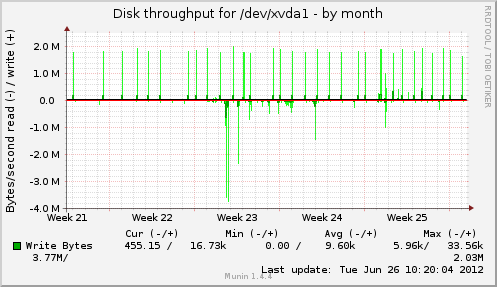 Disk throughput for /dev/xvda1 - by month
RRDTOOL / TOBI OETIKER
Bytes/second read (-) / write (+)
2.0 M
1.5 M
1.0 M
0.5 M
0.0
-1.0 M
-2.0 M
-3.0 M
-4.0 M
Week 21 Week 22 Week 23 Week 24 Week 25
Cur (-/+) Min (-/+) Avg (-/+) Max (-/+)
Write Bytes 455.15 / 16.73k 0.00 / 9.60k 5.96k/ 33.56k
3.77M/ 2.03M
Last update: Tue Jun 26 10:20:04 2012
Munin 1.4.4